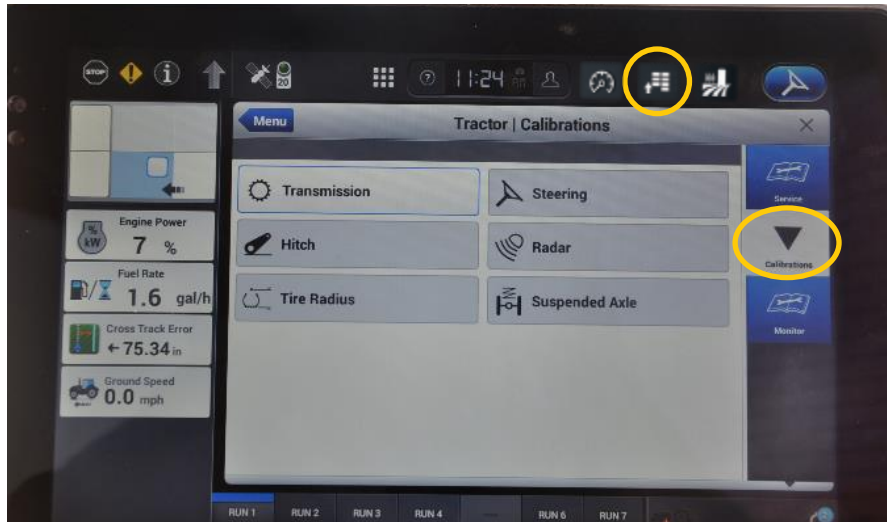 STOP
20
11:24
Menu
Tractor | Calibrations
Transmission
Steering
Service
Engine Power
% kW
7 %
Hitch
Radar
Calibrations
Fuel Rate
1.6 gal/h
Tire Radius
Suspended Axle
Monitor
Cross Track Error
←75.34 in
Ground Speed
0.0 mph
RUN 1
RUN 2
RUN 3
RUN 4
RUN 6
RUN 7